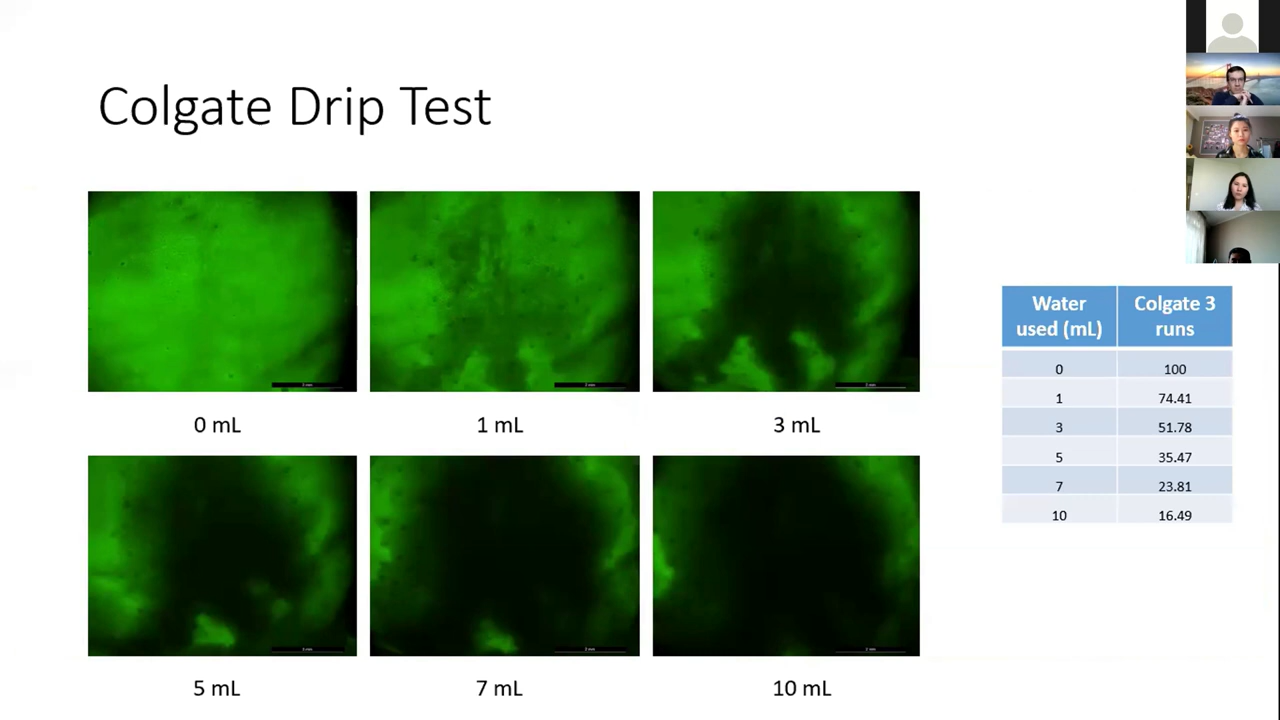 Colgate Drip Test
0 mL
1 mL
3 mL
5 mL
7 mL
10 mL
Water used (mL) Colgate 3 runs
0 100
1 74.41
3 51.78
5 35.47
7 23.81
10 16.49